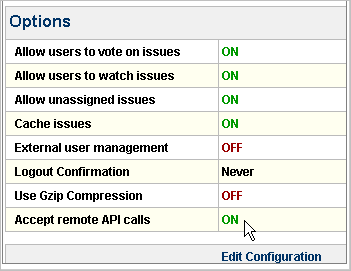 Options
Allow users to vote on issues ON
Allow users to watch issues ON
Allow unassigned issues ON
Cache issues ON
External user management OFF
Logout Confirmation Never
Use Gzip Compression OFF
Accept remote API calls ON
Edit Configuration